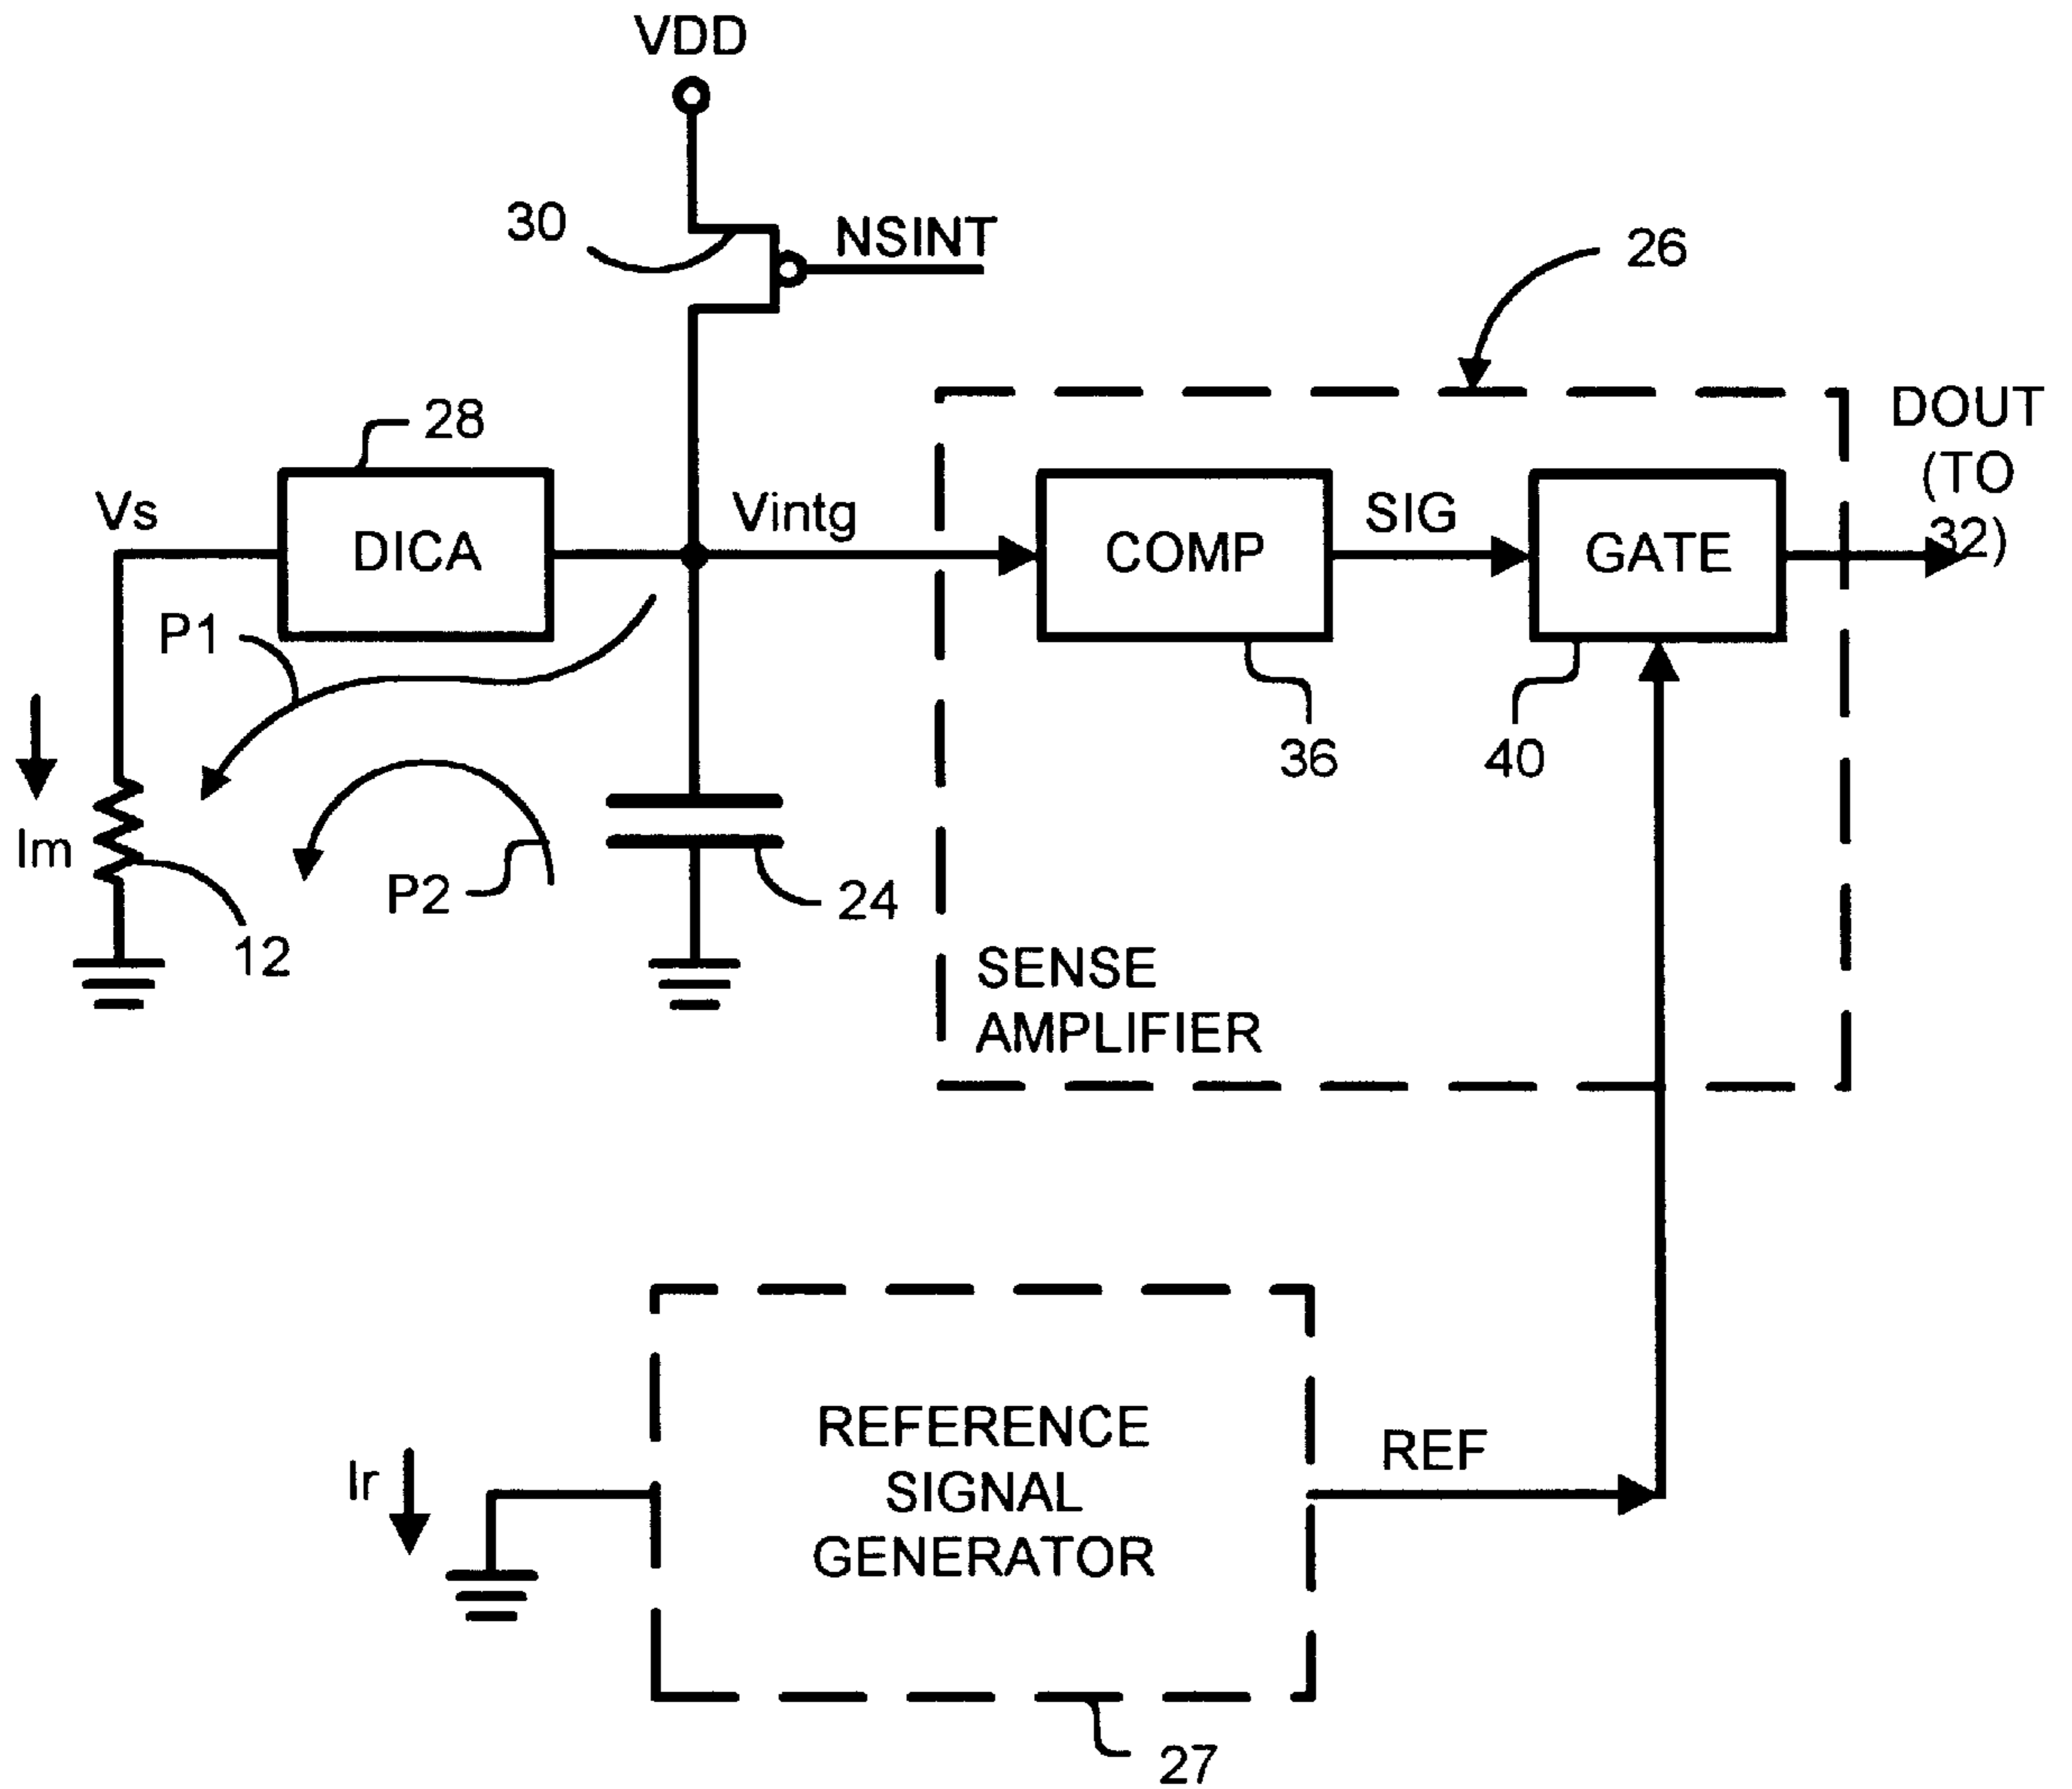 VDD
30
NSINT
26
28
DOUT
(TO
32)
Vs
DICA
Vintg
COMP
SIG
GATE
P1
36
40
Im
P2
24
12
SENSE
AMPLIFIER
REFERENCE
SIGNAL
GENERATOR
REF
Ir
27